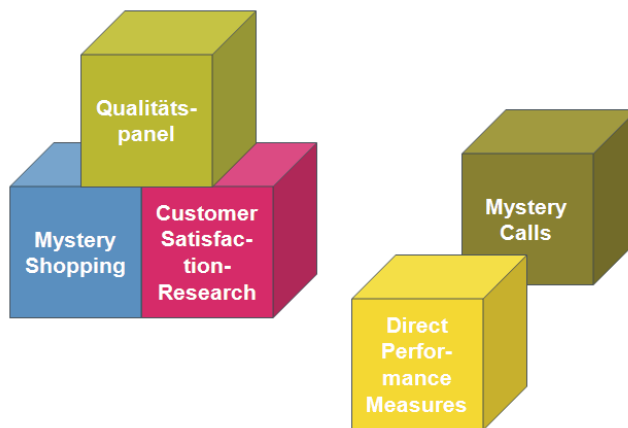 Qualitäts-
panel
Mystery
Shopping
Customer
Satisfac-
tion-
Research
Mystery
Calls
Direct
Perfor-
mance
Measures